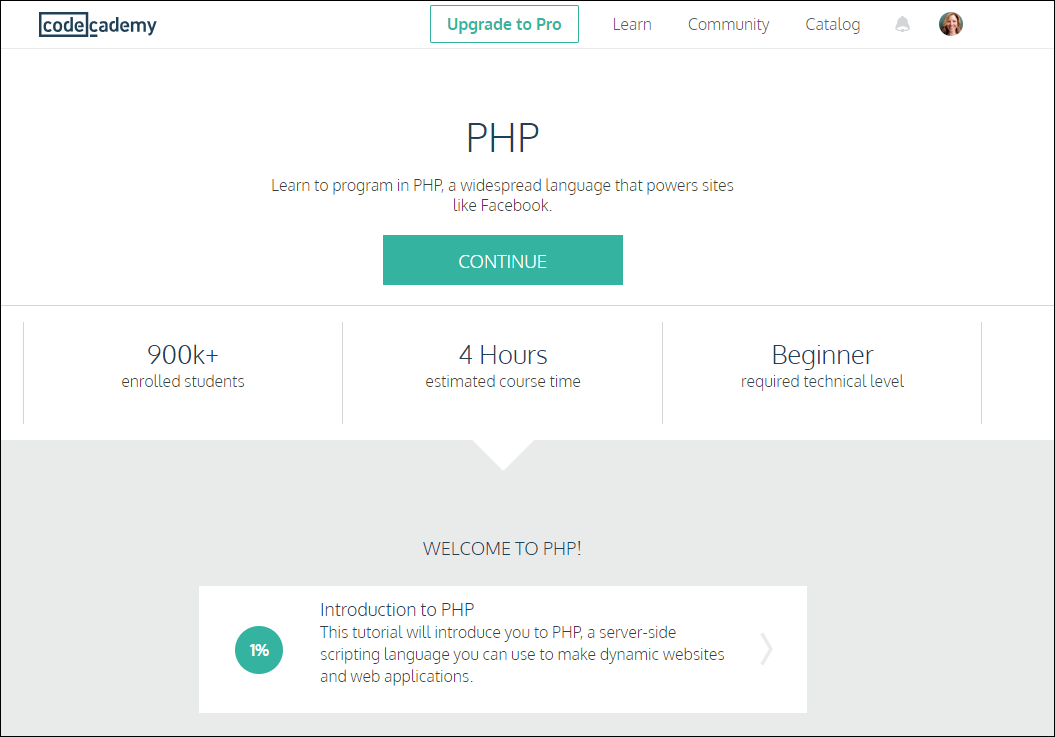 codecademy
Upgrade to Pro
Learn
Community
Catalog
PHP
Learn to program in PHP, a widespread language that powers sites
like Facebook.
CONTINUE
900k+
enrolled students
4 Hours
estimated course time
Beginner
required technical level
WELCOME TO PHP!
1%
Introduction to PHP
This tutorial will introduce you to PHP, a server-side
scripting language you can use to make dynamic websites
and web applications.